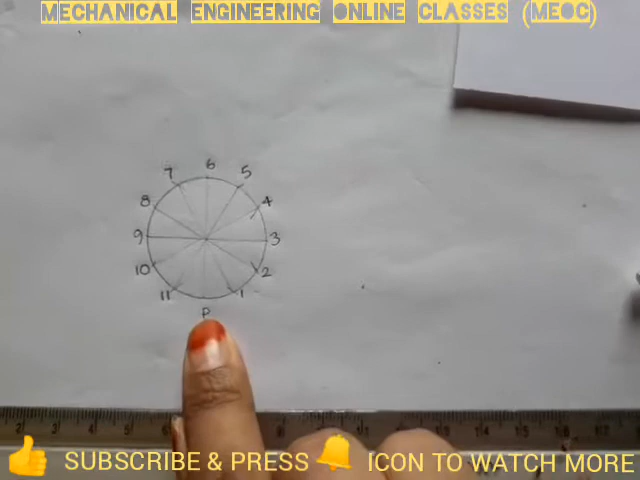 MECHANICAL ENGINEERING ONLINE CLASSES (MEOC)
6
7 5
8 4
9 3
10 2
11 1
P
SUBSCRIBE & PRESS ICON TO WATCH MORE